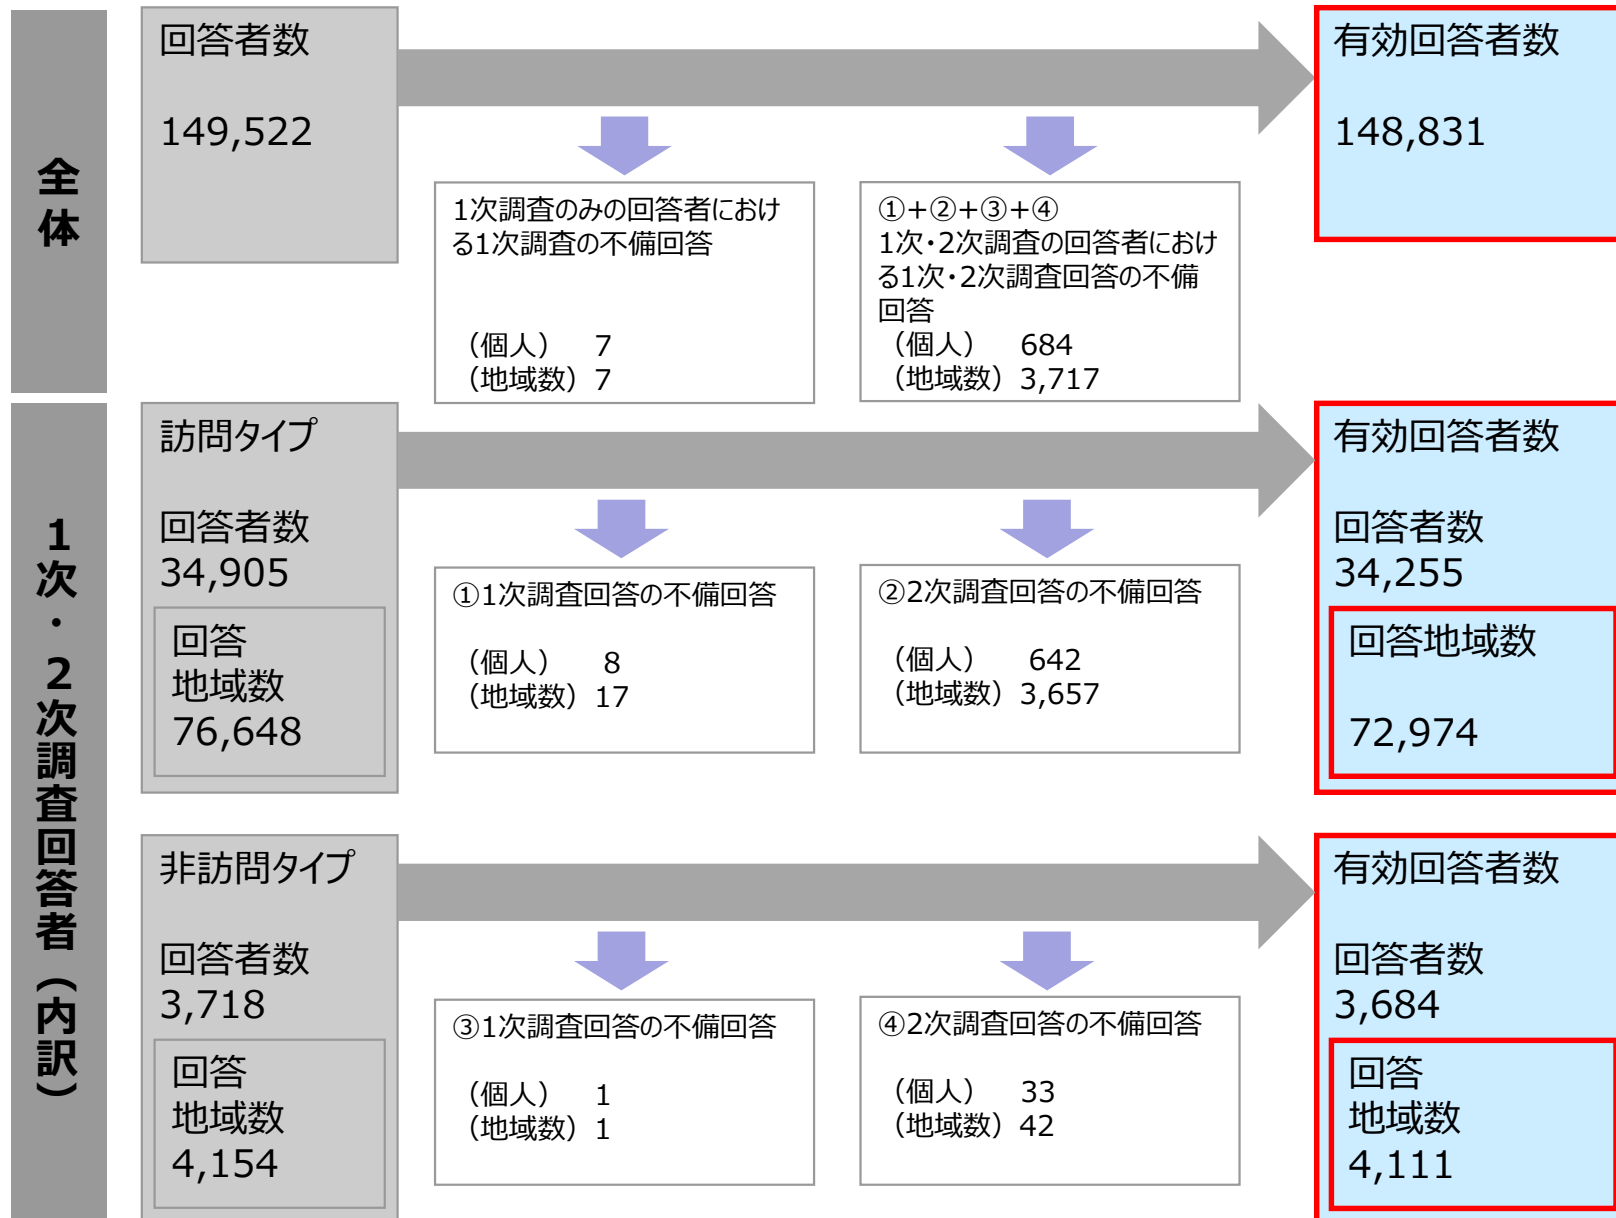 全体
回答者数
149,522
1次調査のみの回答者におけ
る1次調査の不備回答
（個人） 7
（地域数）7
①+②+③+④
1次・2次調査の回答者におけ
る1次・2次調査回答の不備
回答
（個人） 684
（地域数）3,717
有効回答者数
148,831
1次・2次調査回答者（内訳）
訪問タイプ
回答者数
34,905
回答
地域数
76,648
①1次調査回答の不備回答
（個人） 8
（地域数）17
②2次調査回答の不備回答
（個人） 642
（地域数）3,657
有効回答者数
回答者数
34,255
回答地域数
72,974
非訪問タイプ
回答者数
3,718
回答
地域数
4,154
③1次調査回答の不備回答
（個人） 1
（地域数）1
④2次調査回答の不備回答
（個人） 33
（地域数）42
有効回答者数
回答者数
3,684
回答
地域数
4,111